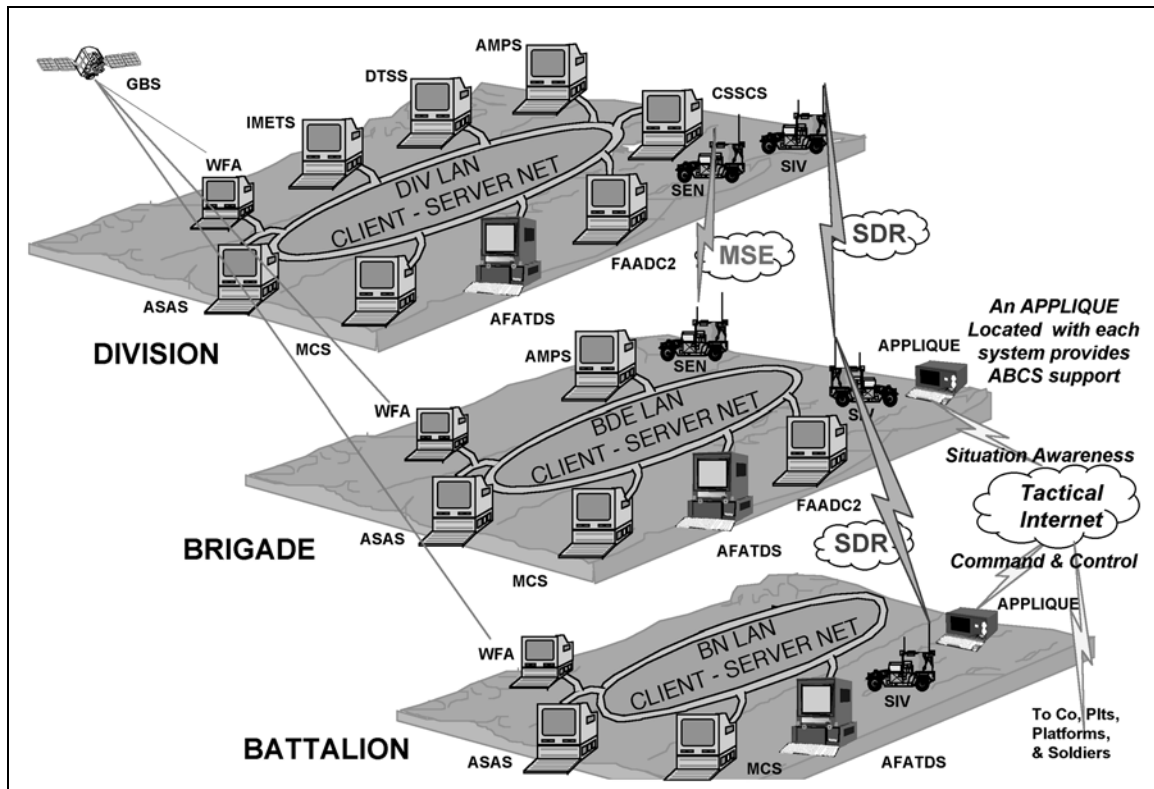 AMPS
GBS
DTSS
CSSCS
IMETS
WFA
DIV LAN
CLIENT - SERVER NET
SEN
SIV
MSE
SDR
FAADC2
ASAS
MCS
AFATDS
DIVISION
An APPLIQUE
Located with each
system provides
ABCS support
AMPS
SEN
APPLIQUE
WFA
BDE LAN
CLIENT - SERVER NET
SIV
Situation Awareness
Tactical
Internet
FAADC2
ASAS
AFATDS
BRIGADE
MCS
SDR
Command & Control
APPLIQUE
WFA
BN LAN
CLIENT - SERVER NET
SIV
To Co, Plts,
Platforms,
& Soldiers
BATTALION
ASAS
MCS
AFATDS